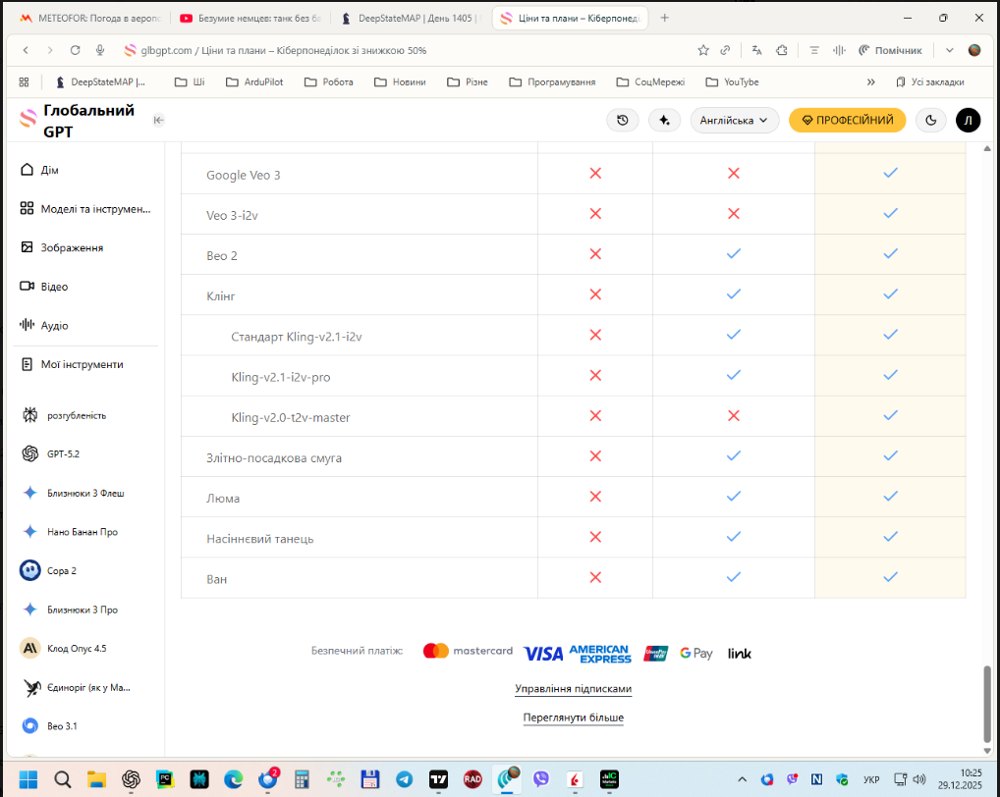 METEOFOR: Погода в аеропо
Безумие немцев: танк без ба
DeepStateMAP | День 1405 |
Ціни та плани – Кіберпонеділ
glbgpt.com / Ціни та плани – Кіберпонеділок зі знижкою 50%
Помічник
DeepStateMAP |...
Ші
ArduPilot
Робота
Новини
Різне
Програмування
СоцМережі
YouTybe
Усі закладки
Глобальний
GPT
Англійська
ПРОФЕСІЙНИЙ
Л
Дім
Моделі та інструмен...
Зображення
Відео
Аудіо
Мої інструменти
розгубленість
GPT-5.2
Близнюки 3 Флеш
Нано Банан Про
Сора 2
Близнюки 3 Про
Клод Опус 4.5
Єдиноріг (як у Ма...
Вео 3.1
Google Veo 3
Veo 3-i2v
Вео 2
Клінг
Стандарт Kling-v2.1-i2v
Kling-v2.1-i2v-pro
Kling-v2.0-t2v-master
Злітно-посадкова смуга
Люма
Насіннєвий танець
Ван
Безпечний платіж:
mastercard
VISA
AMERICAN
EXPRESS
G Pay
link
Управління підписками
Переглянути більше
PC
2
RAD
N
УКР
10:25
29.12.2025